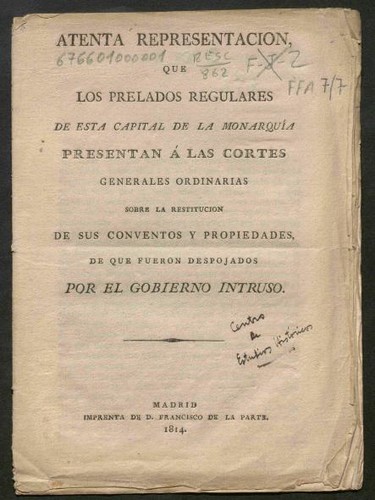 ATENTA REPRESENTACION,
676601000001
RESC/862
F-I-2
QUE
FFA 7/7
LOS PRELADOS REGULARES
DE ESTA CAPITAL DE LA MONARQUÍA
PRESENTAN Á LAS CORTES
GENERALES ORDINARIAS
SOBRE LA RESTITUCION
DE SUS CONVENTOS Y PROPIEDADES,
DE QUE FUERON DESPOJADOS
POR EL GOBIERNO INTRUSO.
Centro
de
Estudios Históricos
MADRID
IMPRENTA DE D. FRANCISCO DE LA PARTE.
1814.